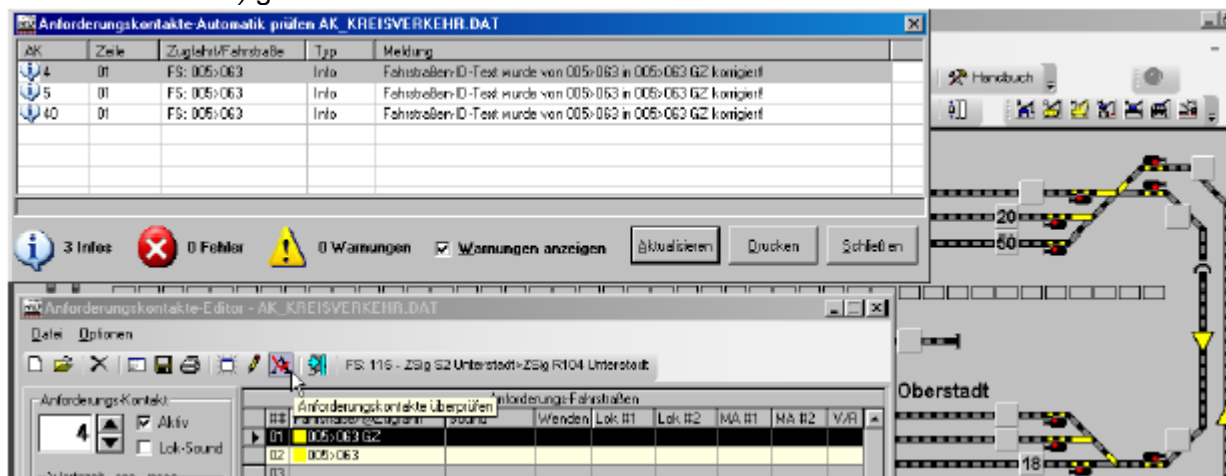 Anforderungskontakte-Automatik prüfen AK_KREISVERKEHR.DAT
AK Zeile Zugfahrt/Fahrstraße Typ Meldung
4 01 FS: 005>063 Info Fahrstraßen-ID-Text wurde von 005>063 in 005>063 GZ korrigiert!
5 01 FS: 005>063 Info Fahrstraßen-ID-Text wurde von 005>063 in 005>063 GZ korrigiert!
40 01 FS: 005>063 Info Fahrstraßen-ID-Text wurde von 005>063 in 005>063 GZ korrigiert!
Handbuch
20
50
3 Infos 0 Fehler 0 Warnungen Warnungen anzeigen Aktualisieren Drucken Schließen
Anforderungskontakte-Editor - AK_KREISVERKEHR.DAT
Datei Optionen
FS: 116 - ZSig S2 Unterstadt>ZSig R104 Unterstadt
Oberstadt
Anforderungs-Kontakt
Anforderungs-Fahrstraßen
Anforderungskontakte überprüfen
4 Aktiv
Lok-Sound
## Wenden Lok #1 Lok #2 MA #1 MA #2 V/R
01 005>063 GZ
02 005>063
03
18